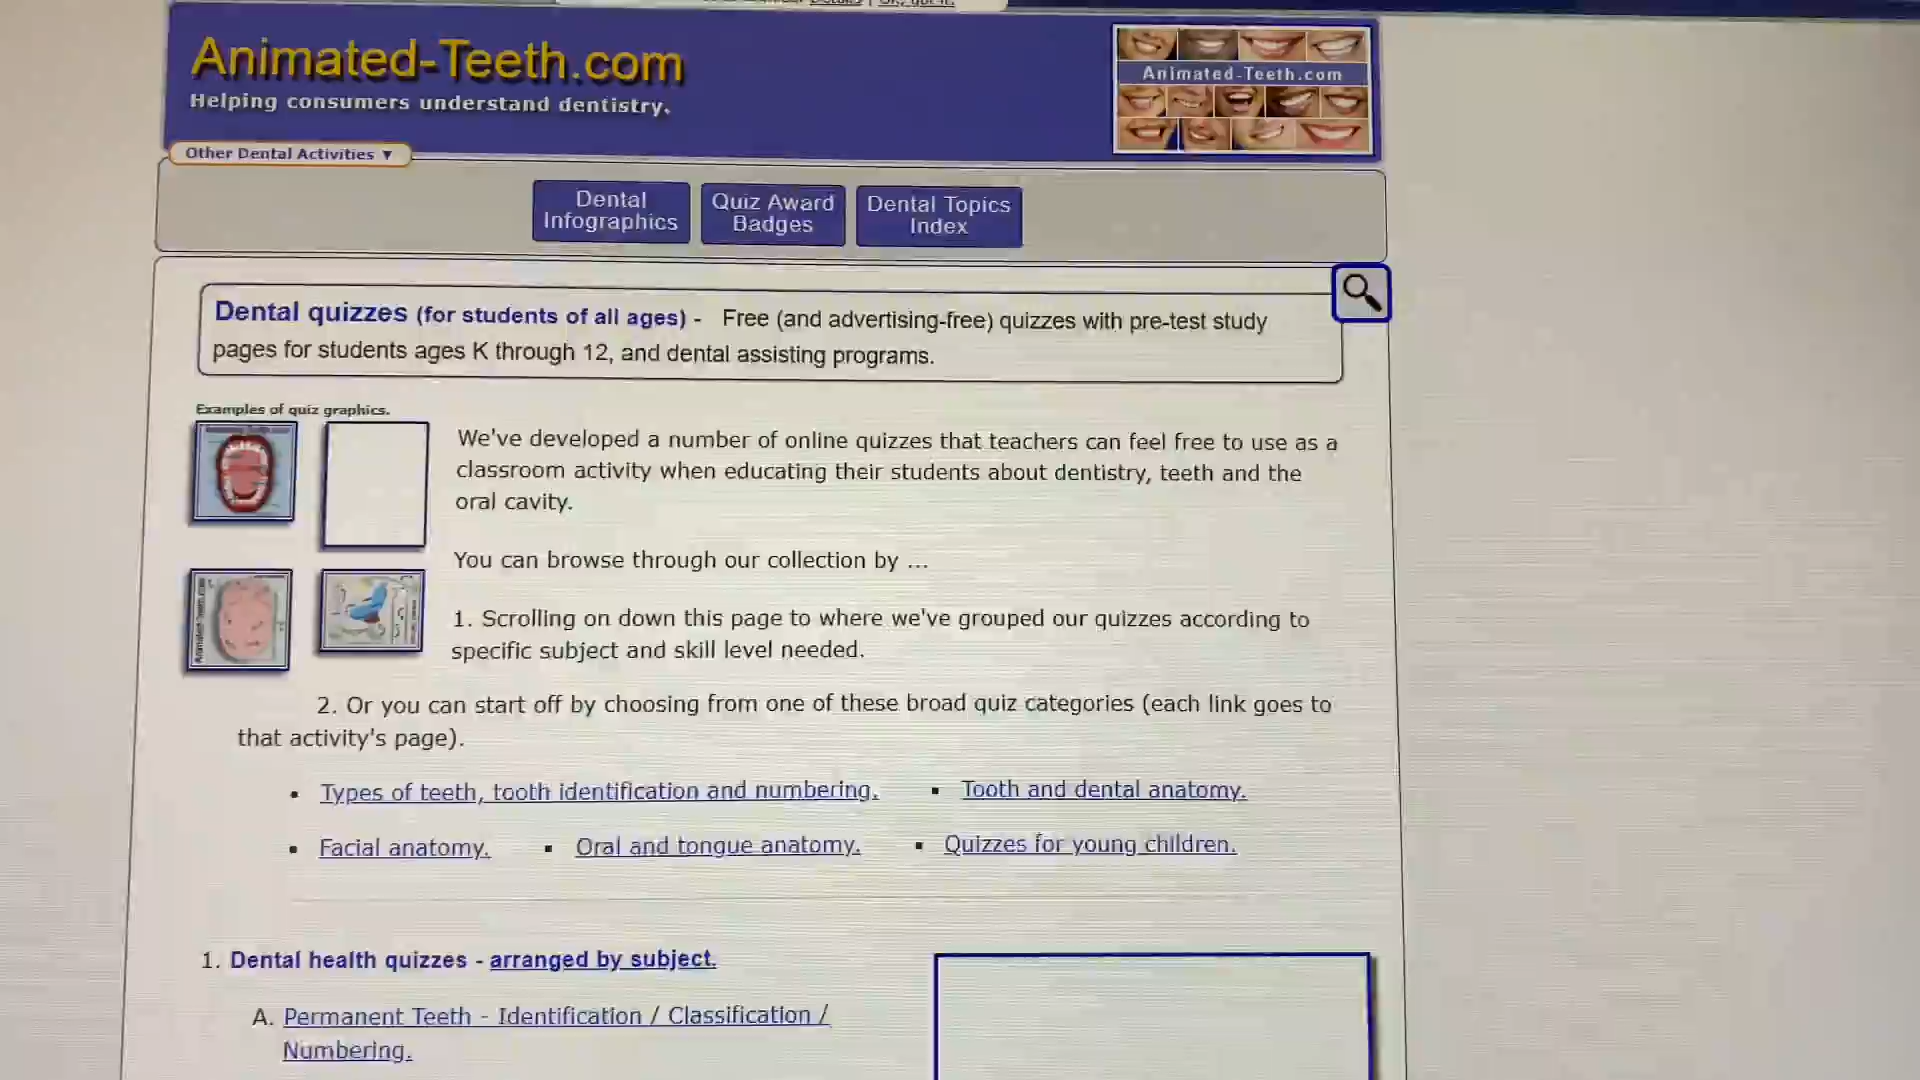 Animated-Teeth.com
Helping consumers understand dentistry.
Animated-Teeth.com
Other Dental Activities ▼
Dental
Infographics
Quiz Award
Badges
Dental Topics
Index
Dental quizzes (for students of all ages) - Free (and advertising-free) quizzes with pre-test study
pages for students ages K through 12, and dental assisting programs.
Examples of quiz graphics.
We've developed a number of online quizzes that teachers can feel free to use as a
classroom activity when educating their students about dentistry, teeth and the
oral cavity.
You can browse through our collection by ...
1. Scrolling on down this page to where we've grouped our quizzes according to
specific subject and skill level needed.
2. Or you can start off by choosing from one of these broad quiz categories (each link goes to
that activity's page).
▪ Types of teeth, tooth identification and numbering. ▪ Tooth and dental anatomy.
▪ Facial anatomy. ▪ Oral and tongue anatomy. ▪ Quizzes for young children.
1. Dental health quizzes - arranged by subject.
A. Permanent Teeth - Identification / Classification /
Numbering.